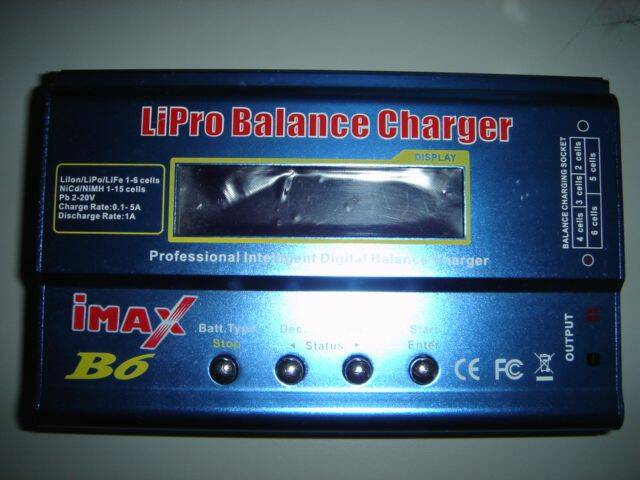 LiPro Balance Charger
DISPLAY
LiIon/LiPo/LiFe 1-6 cells
NiCd/NiMH 1-15 cells
Pb 2-20V
Charge Rate:0.1- 5A
Discharge Rate:1A
BALANCE CHARGING SOCKET
2 cells
3 cells
4 cells
5 cells
6 cells
Professional Intelligent Digital Balance Charger
iMAX
B6
Batt.Type
Stop
Dec.
Status
Start
Enter
CE FC
OUTPUT